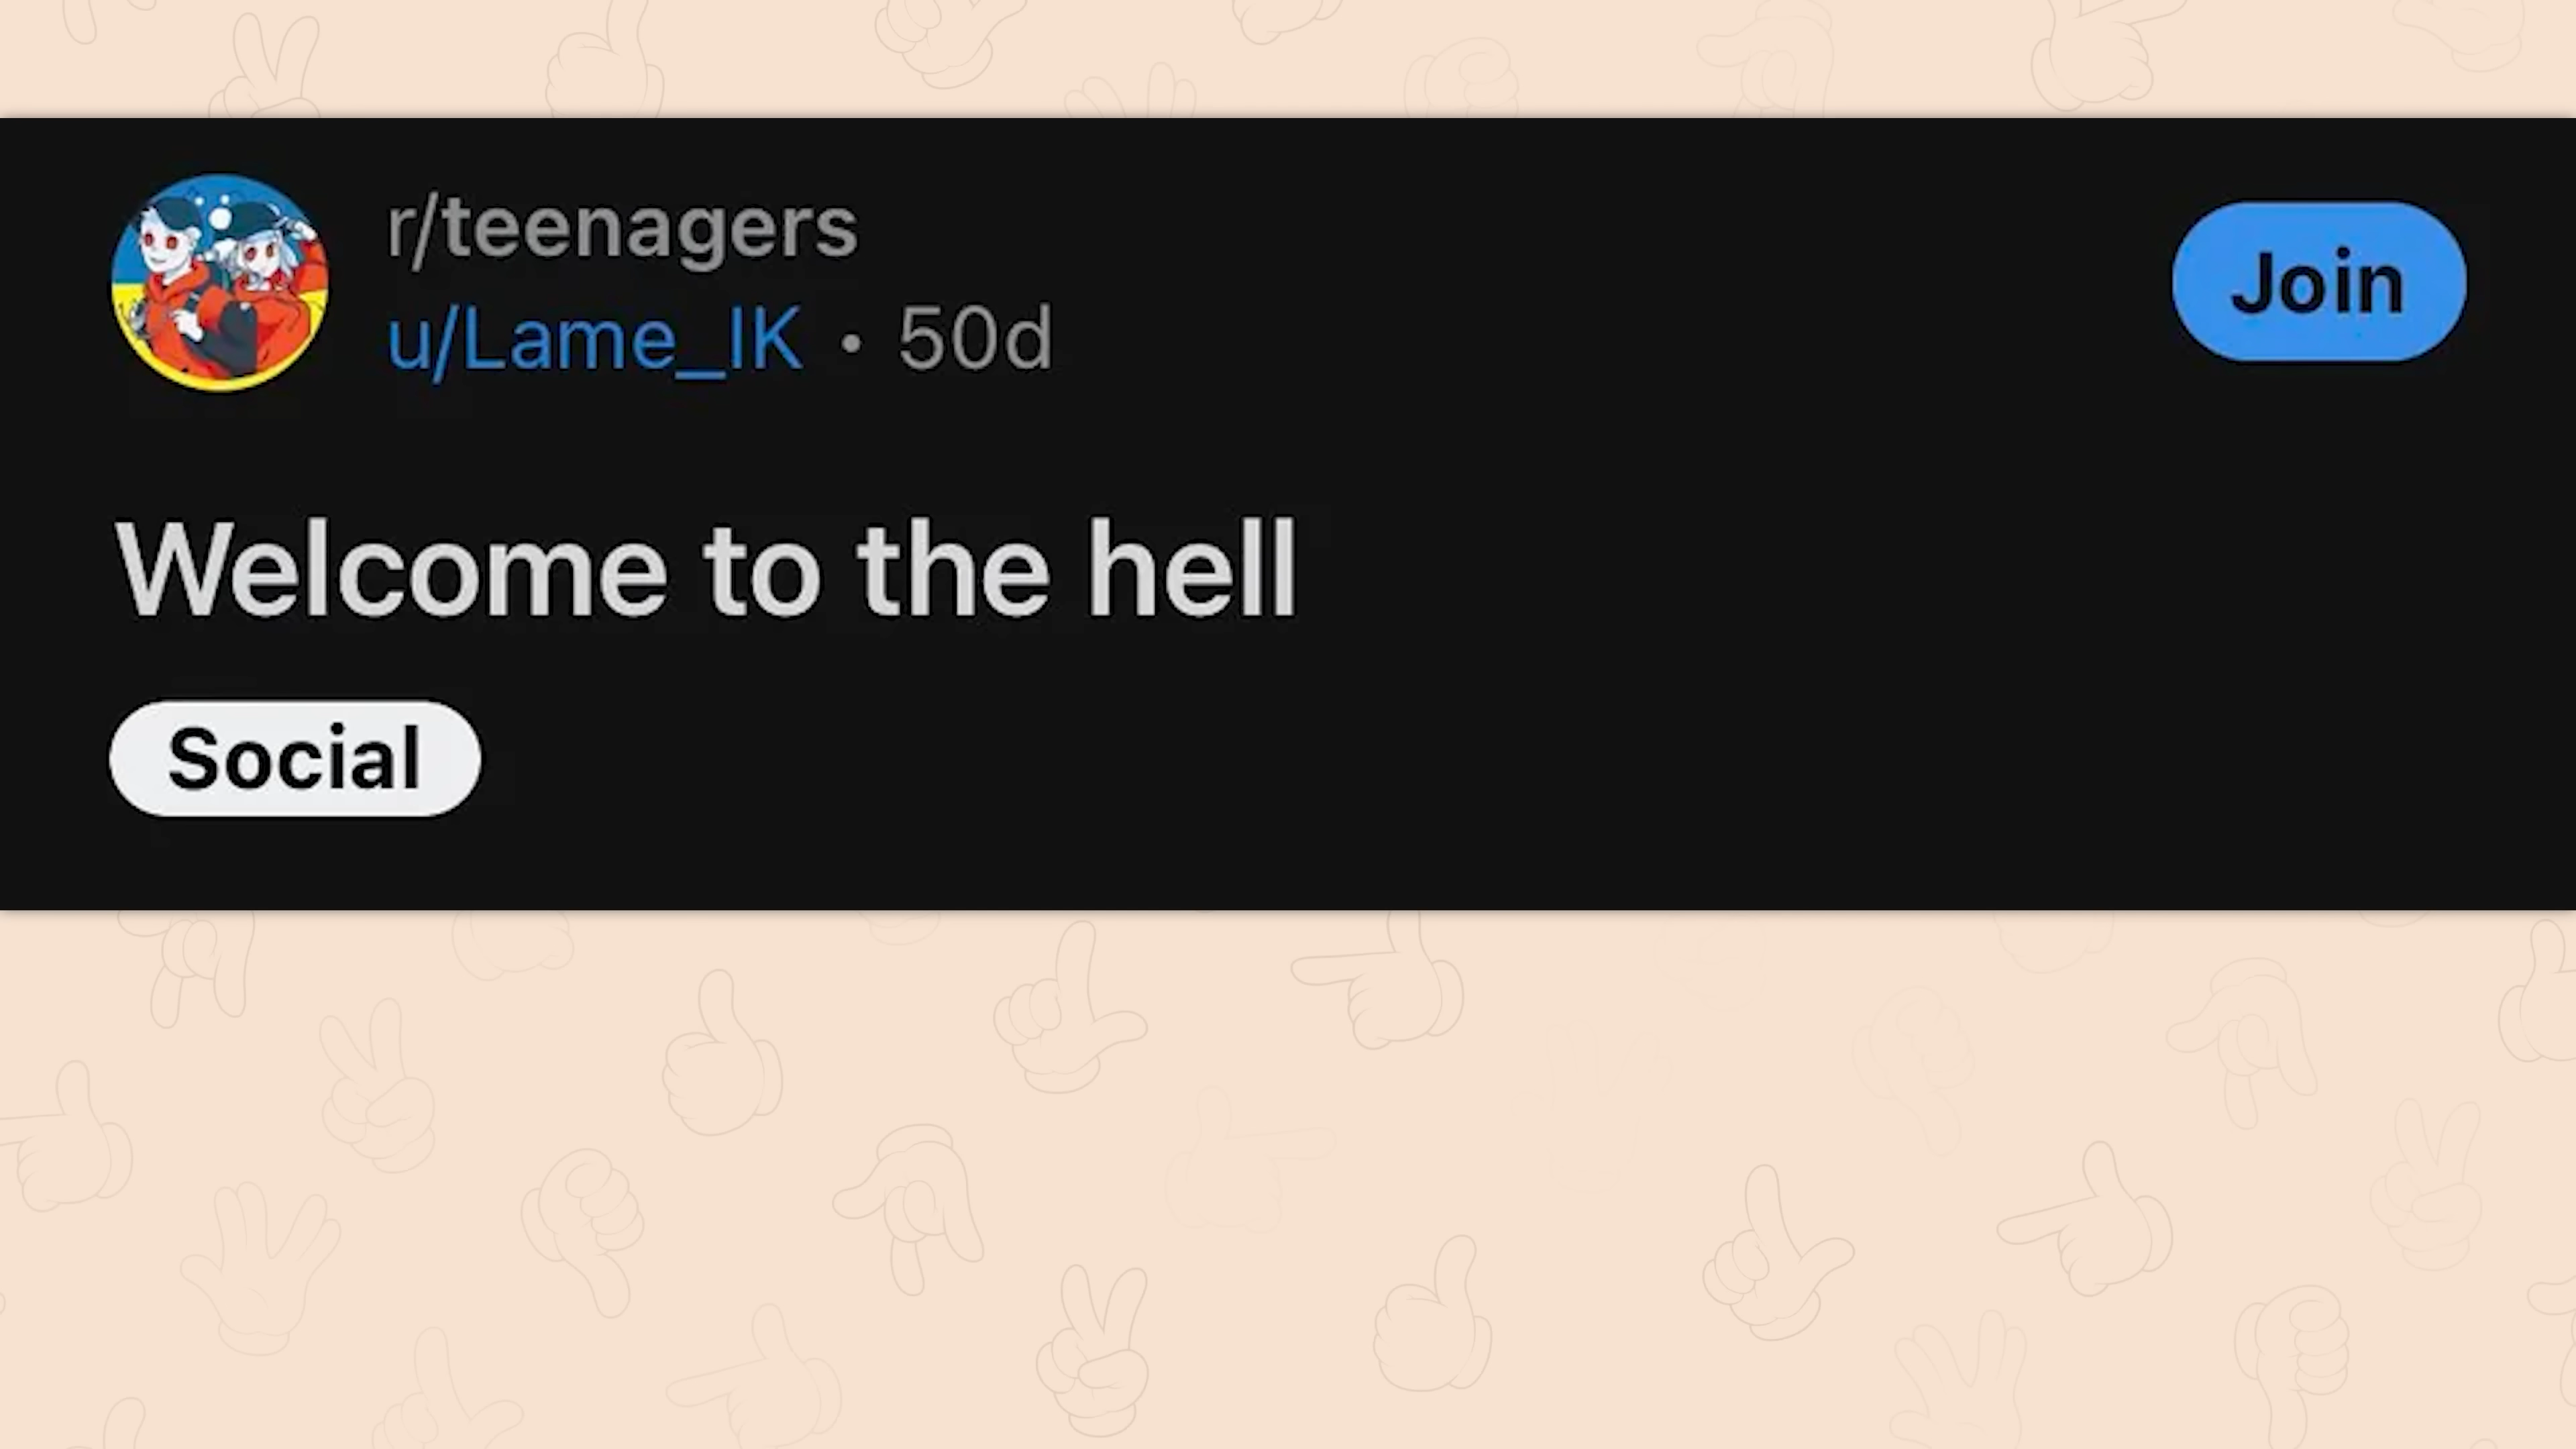 r/teenagers
u/Lame_IK • 50d
Join
Welcome to the hell
Social